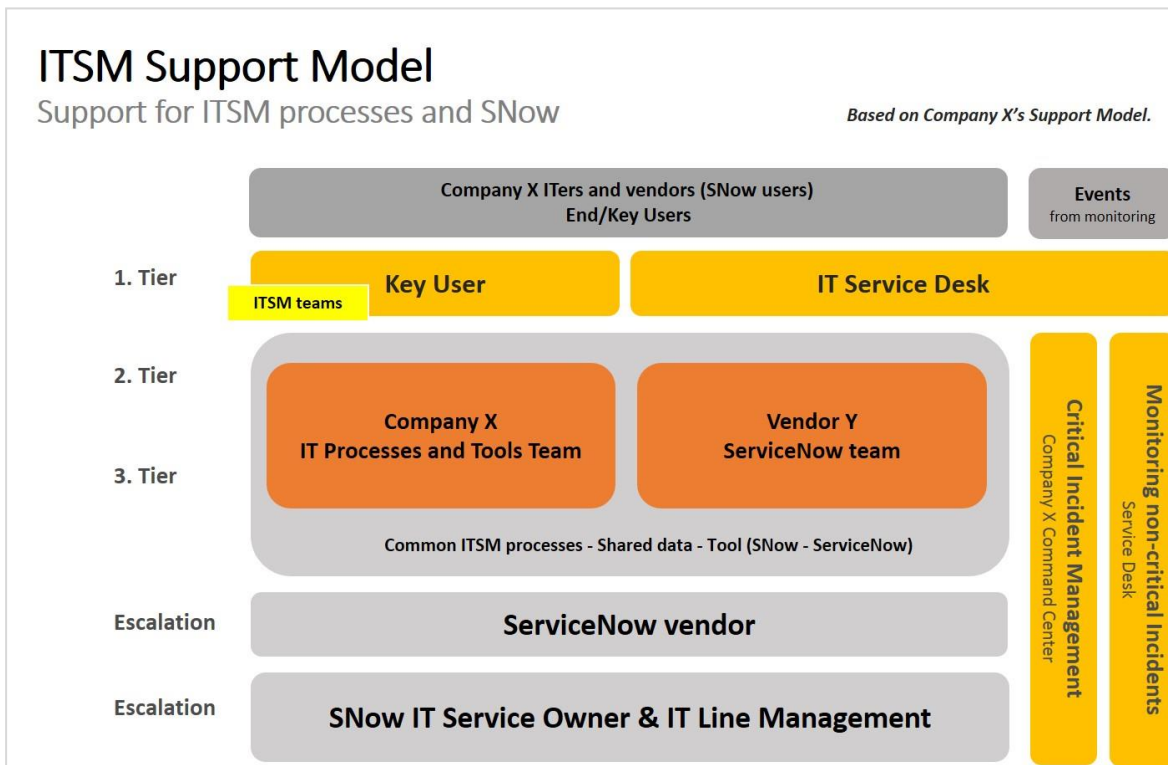 ITSM Support Model
Support for ITSM processes and SNow
Based on Company X's Support Model.
Company X ITers and vendors (SNow users)
End/Key Users
Events
from monitoring
1. Tier
Key User
IT Service Desk
ITSM teams
2. Tier
3. Tier
Company X
IT Processes and Tools Team
Vendor Y
ServiceNow team
Common ITSM processes - Shared data - Tool (SNow - ServiceNow)
Critical Incident Management
Company X Command Center
Monitoring non-critical Incidents
Service Desk
Escalation
ServiceNow vendor
Escalation
SNow IT Service Owner & IT Line Management